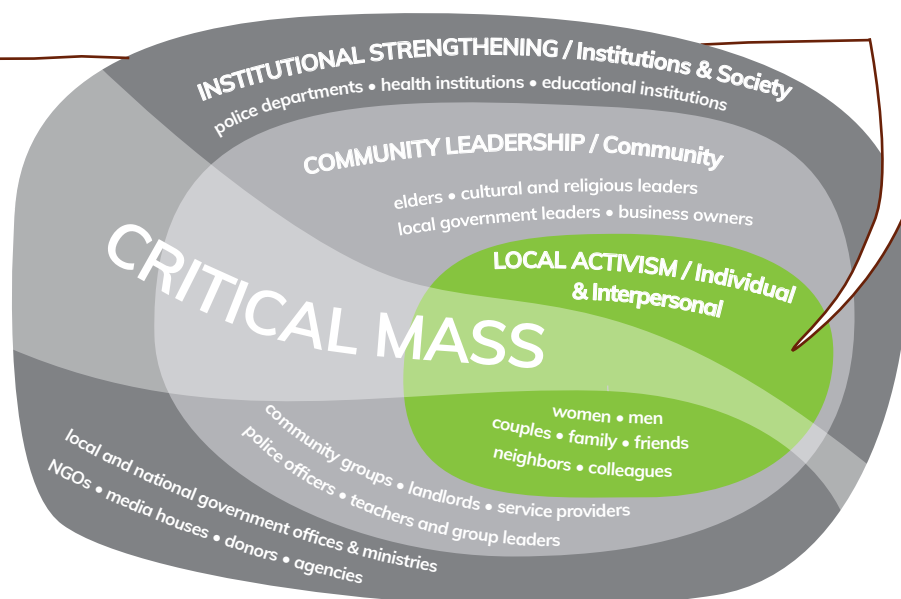 INSTITUTIONAL STRENGTHENING / Institutions & Society
police departments • health institutions • educational institutions
COMMUNITY LEADERSHIP / Community
elders • cultural and religious leaders
local government leaders • business owners
LOCAL ACTIVISM / Individual
& Interpersonal
CRITICAL MASS
women • men
couples • family • friends
neighbors • colleagues
community groups • landlords • service providers
police officers • teachers and group leaders
local and national government offices & ministries
NGOs • media houses • donors • agencies